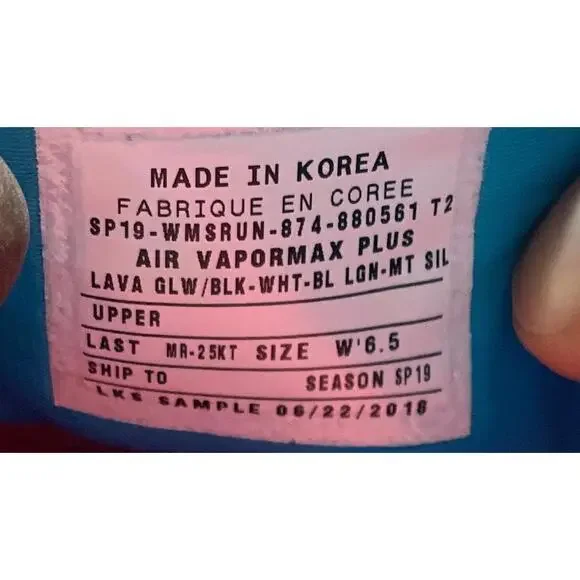 MADE IN KOREA
FABRIQUE EN COREE
SP19-WMSRUN-874-880561 T2
AIR VAPORMAX PLUS
LAVA GLW/BLK-WHT-BL LGN-MT SIL
UPPER
LAST MR-25KT SIZE W'6.5
SHIP TO SEASON SP19
LKS SAMPLE 06/22/2018